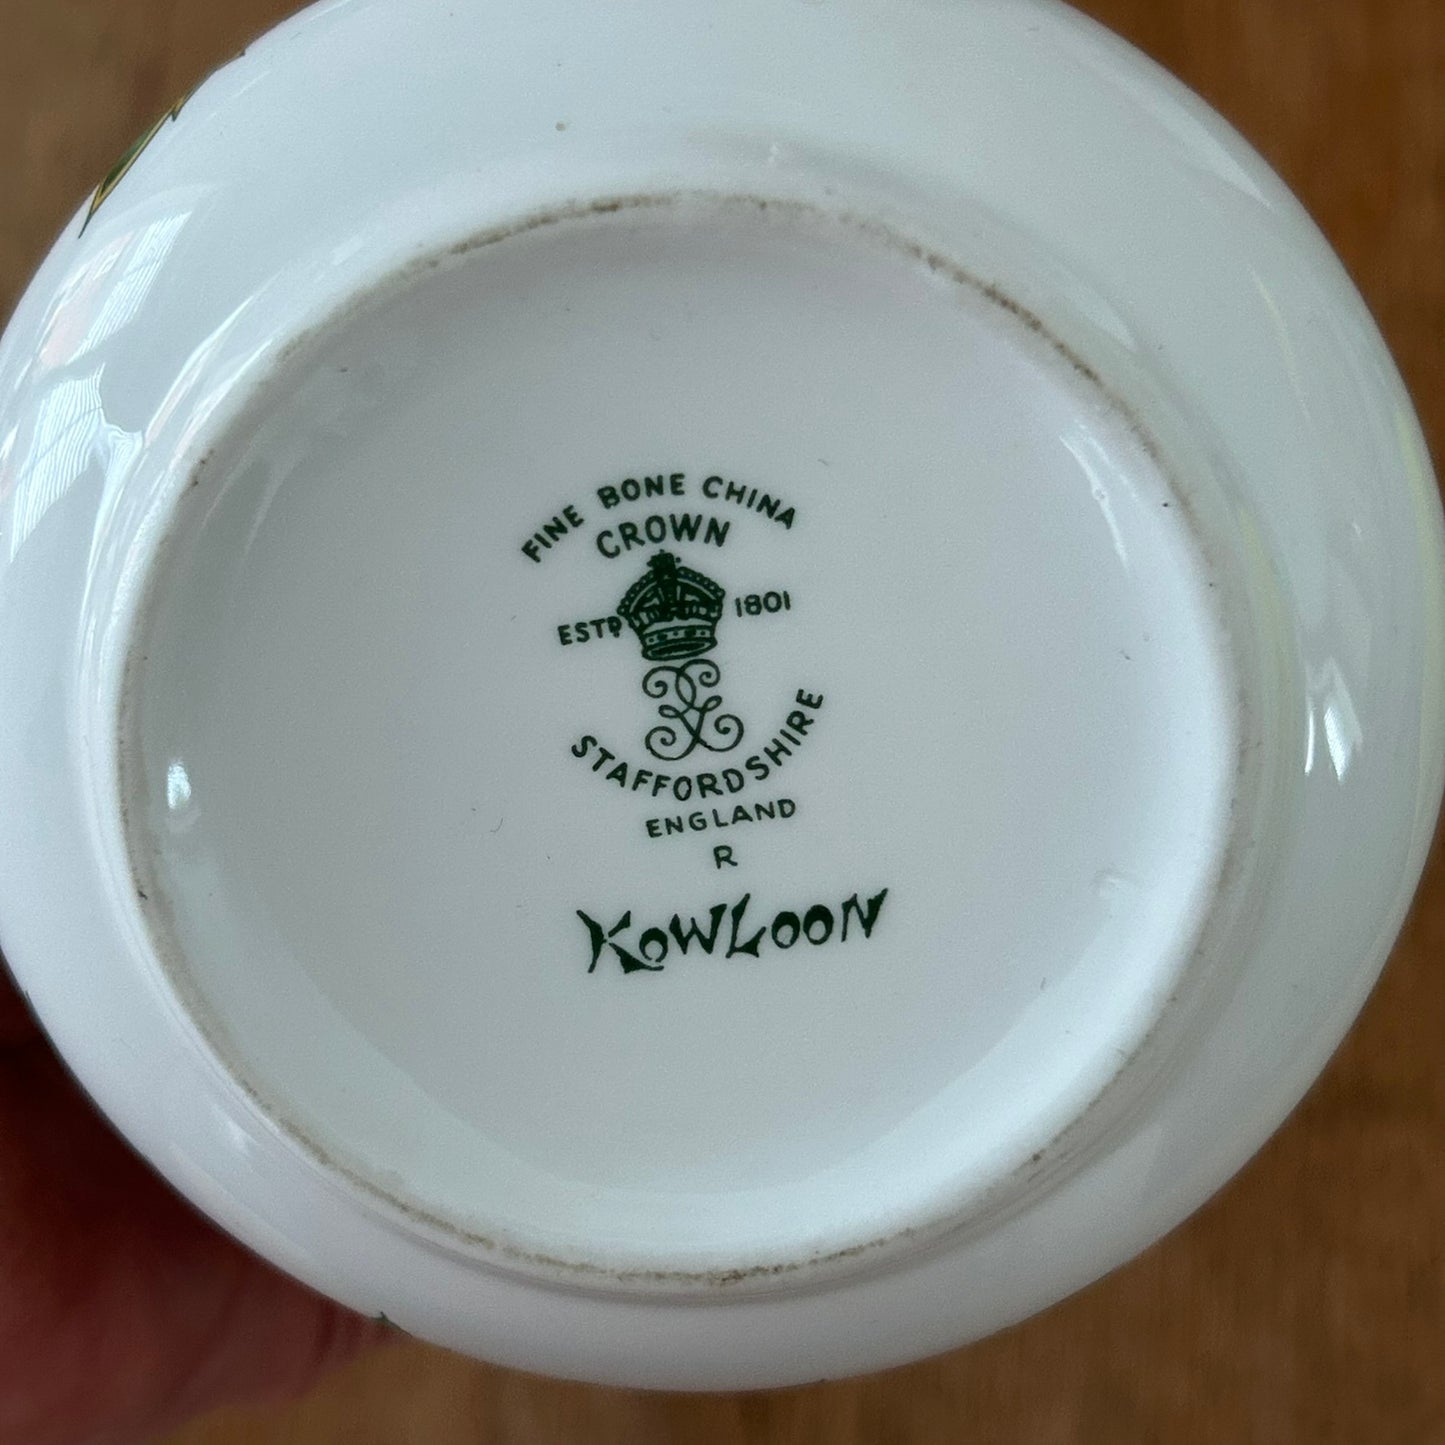 FINE BONE CHINA
CROWN
ESTD 1801
STAFFORDSHIRE
ENGLAND
R
KOWLOON